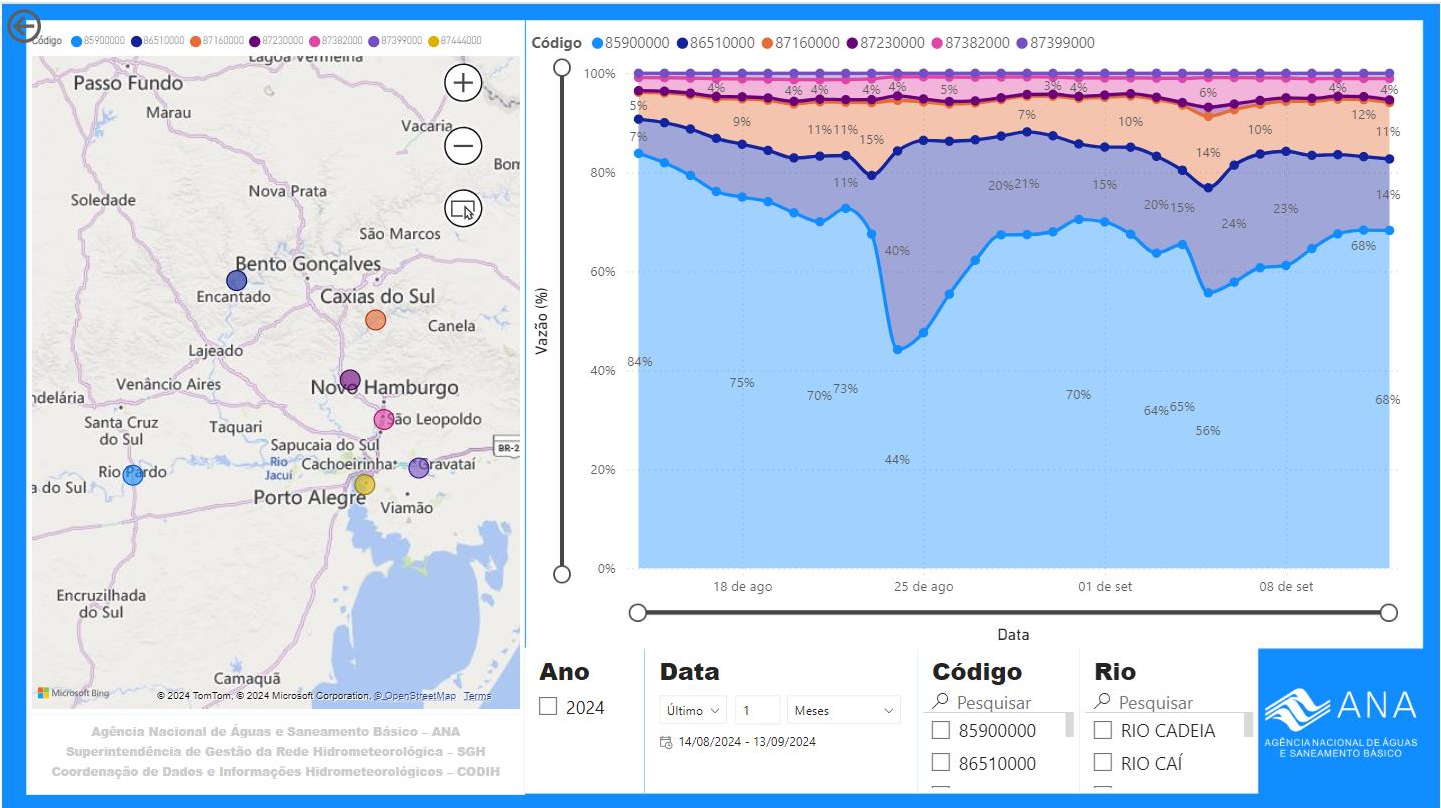 Código 85900000 86510000 87160000 87230000 87382000 87399000 87444000
Lagoa Vermelha
Passo Fundo
Marau
Vacaria
Bom
Nova Prata
Soledade
São Marcos
Bento Gonçalves
Encantado
Caxias do Sul
Canela
Lajeado
Venâncio Aires
Novo Hamburgo
ndelária
São Leopoldo
Santa Cruz
do Sul
Taquari
Sapucaia do Sul
BR-2
Rio Pardo
Rio
Jacuí
Cachoeirinha
Gravataí
a do Sul
Porto Alegre
Viamão
Encruzilhada
do Sul
Camaquã
Microsoft Bing
© 2024 TomTom, © 2024 Microsoft Corporation, © OpenStreetMap Terms
Agência Nacional de Águas e Saneamento Básico – ANA
Superintendência de Gestão da Rede Hidrometeorológica – SGH
Coordenação de Dados e Informações Hidrometeorológicos – CODIH
Código 85900000 86510000 87160000 87230000 87382000 87399000
Vazão (%)
100%
80%
60%
40%
20%
0%
4% 4% 4% 4% 4% 5% 3% 4% 6% 4% 4%
5% 9% 11% 11% 15% 7% 10% 14% 10% 12% 11%
7% 11% 40% 20% 21% 15% 20% 15% 24% 23% 14%
84% 75% 70% 73% 44% 70% 64% 65% 56% 68% 68%
18 de ago 25 de ago 01 de set 08 de set
Data
Ano
2024
Data
Último 1 Meses
14/08/2024 - 13/09/2024
Código
Pesquisar
85900000
86510000
Rio
Pesquisar
RIO CADEIA
RIO CAÍ
ANA
AGÊNCIA NACIONAL DE ÁGUAS
E SANEAMENTO BÁSICO